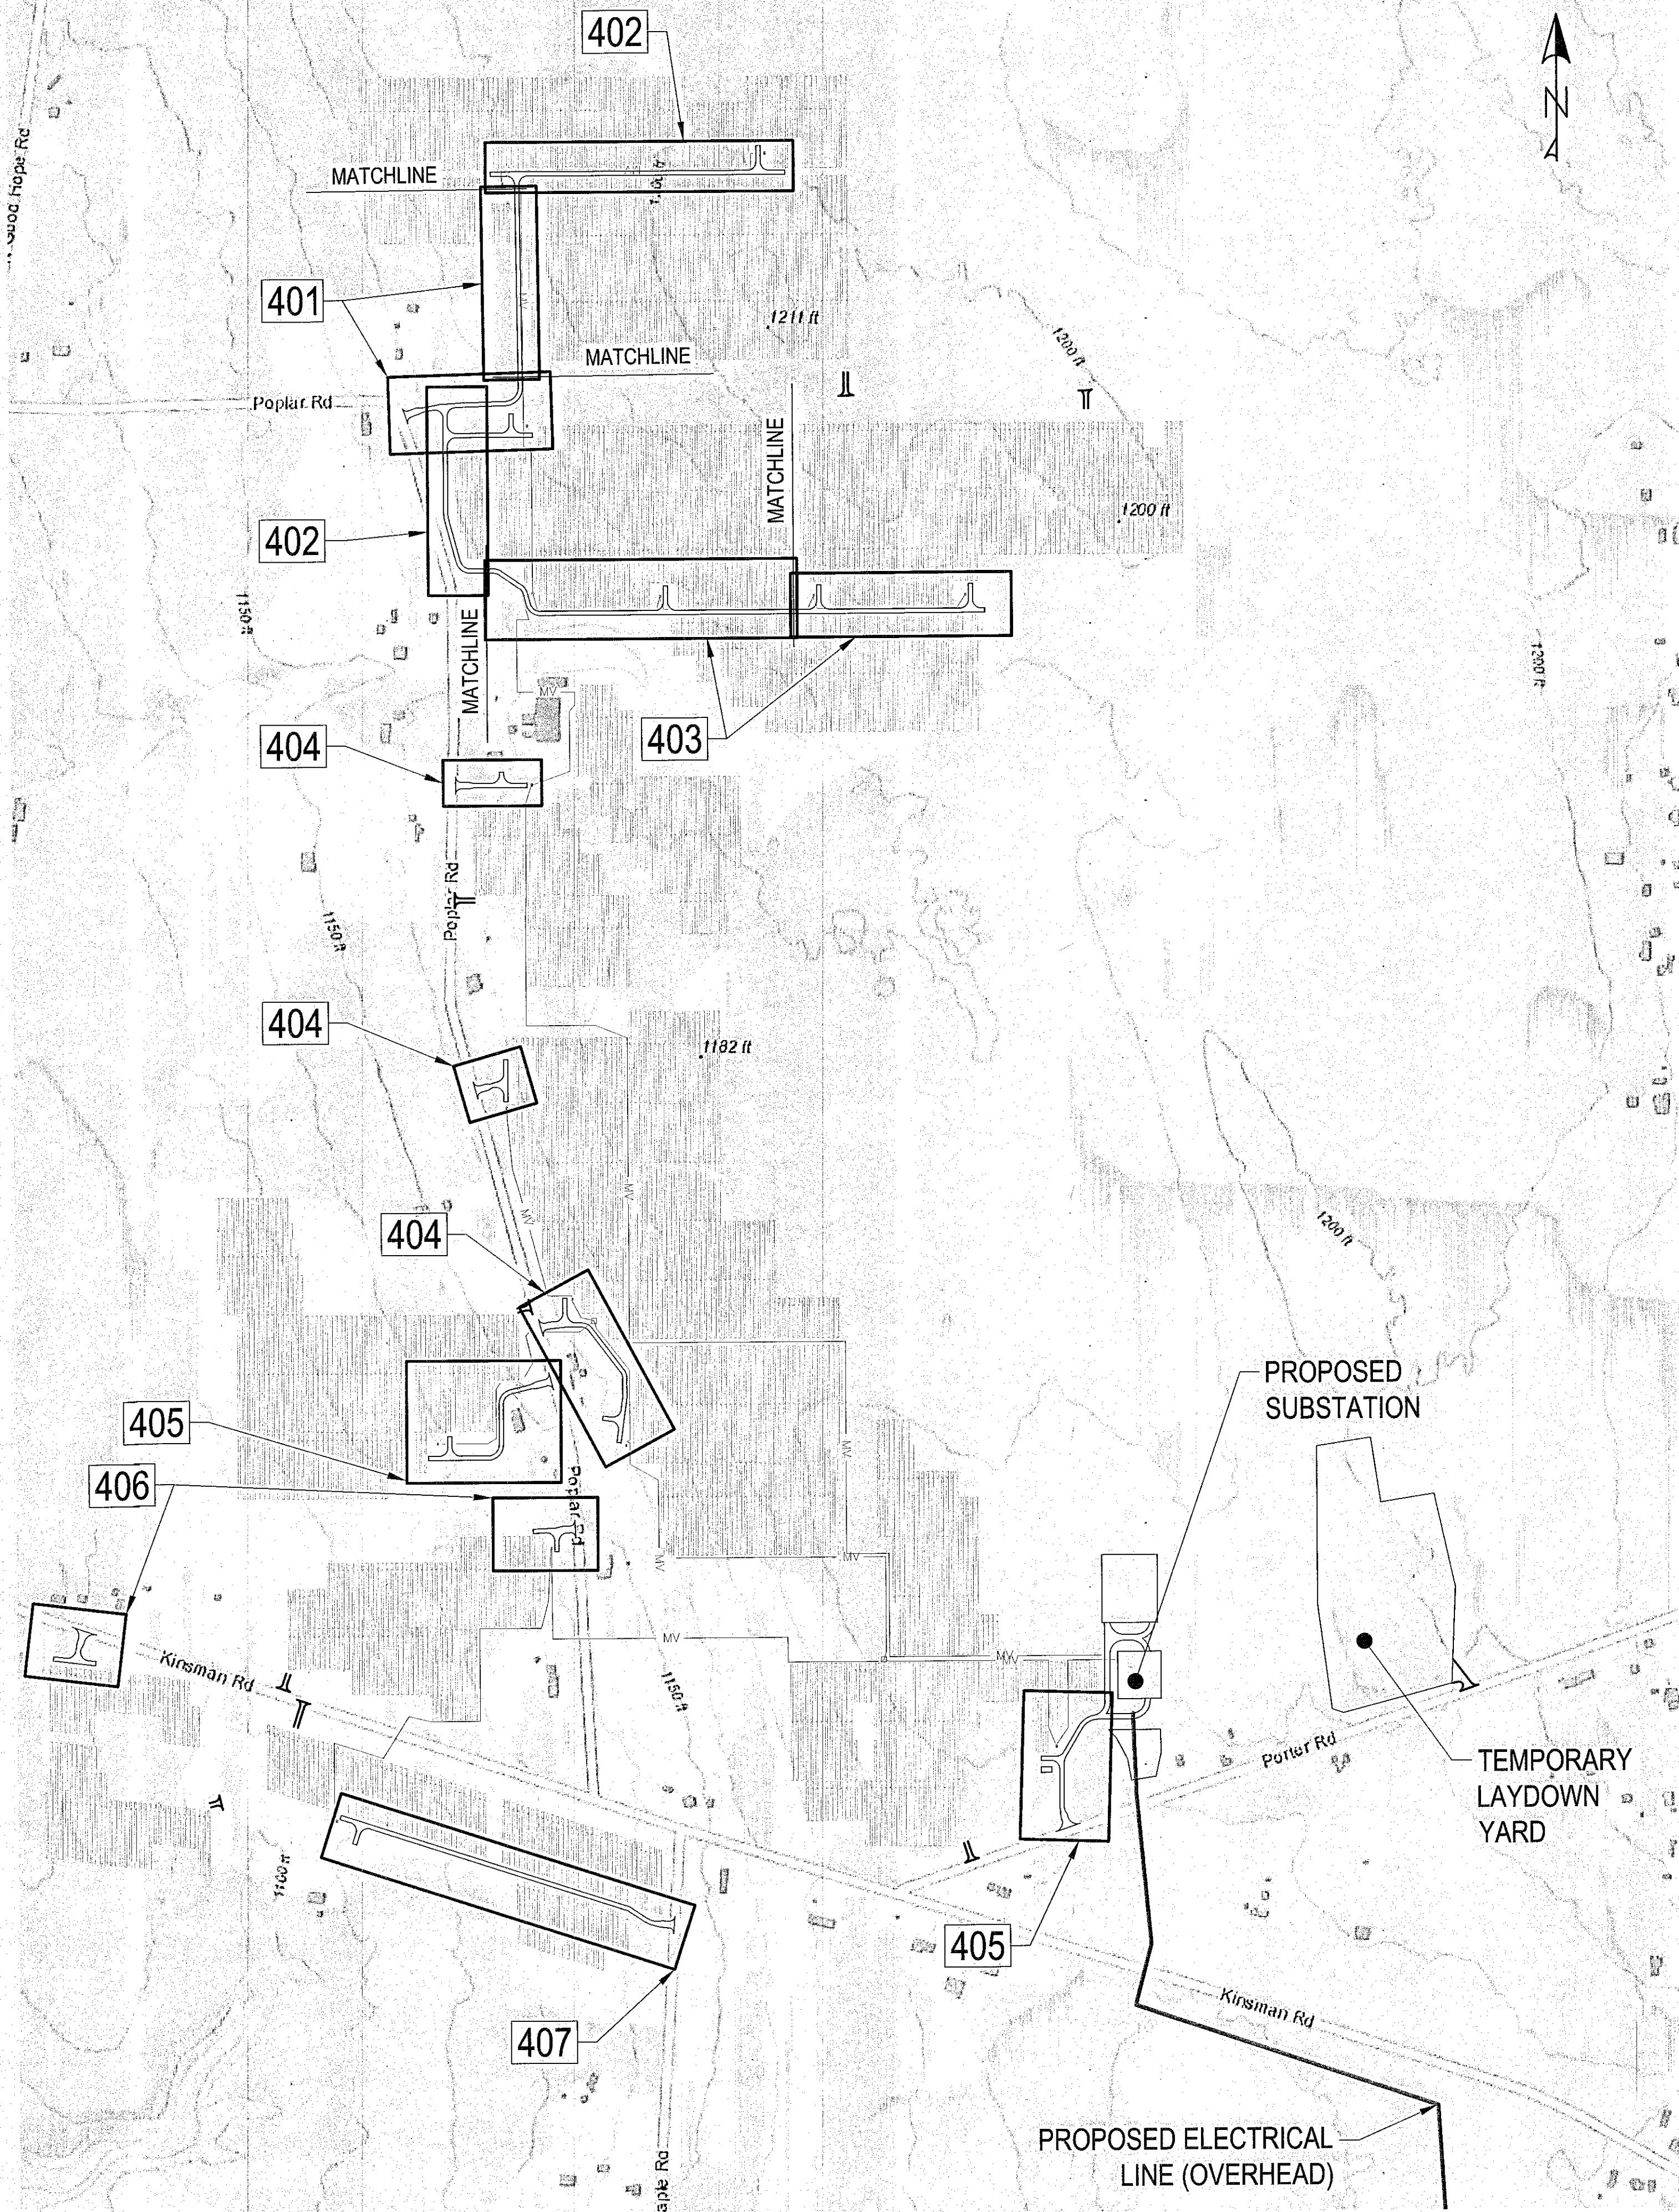 402
N
MATCHLINE
401
1211 ft
1200 ft
MATCHLINE
Poplar Rd
MATCHLINE
1200 ft
402
1150 ft
MATCHLINE
1200 ft
MV
403
404
Poplar Rd
1150 ft
404
1182 ft
MV
MV
404
1200 ft
PROPOSED
SUBSTATION
405
MV
406
Poplar Rd
MV
MV
MV
Kinsman Rd
1150 ft
Porter Rd
TEMPORARY
LAYDOWN
YARD
1100 ft
405
Kinsman Rd
407
PROPOSED ELECTRICAL
LINE (OVERHEAD)